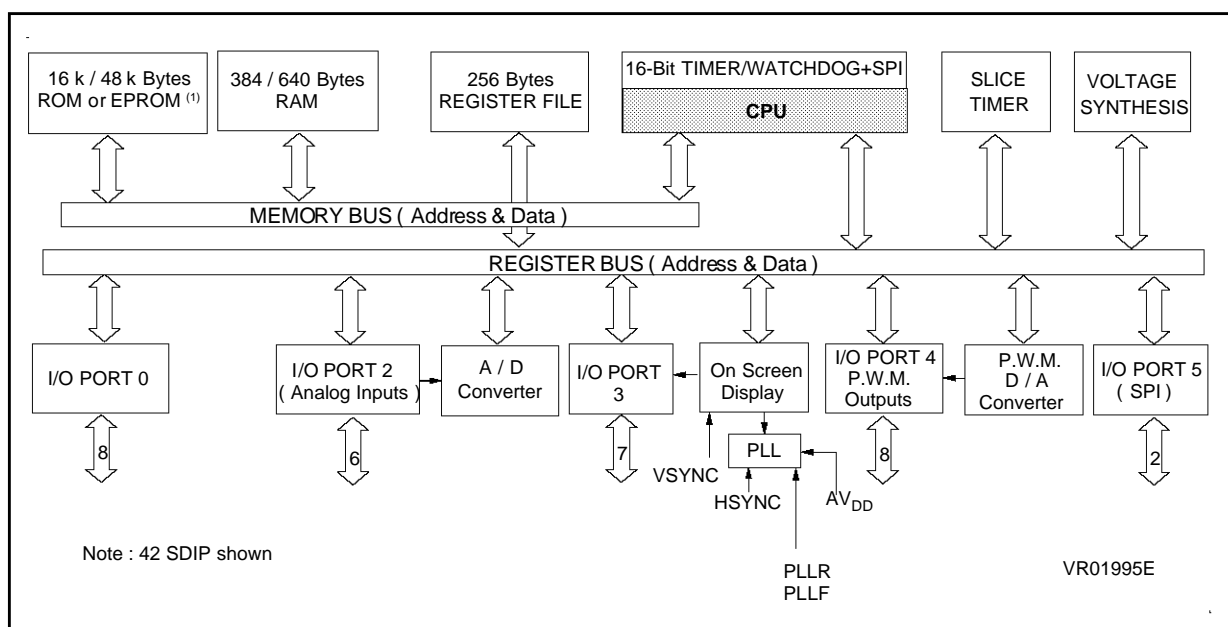 16 k / 48 k Bytes
ROM or EPROM (1)
384 / 640 Bytes
RAM
256 Bytes
REGISTER FILE
16-Bit TIMER/WATCHDOG+SPI
CPU
SLICE
TIMER
VOLTAGE
SYNTHESIS
MEMORY BUS ( Address & Data )
REGISTER BUS ( Address & Data )
I/O PORT 0
I/O PORT 2
( Analog Inputs )
A / D
Converter
I/O PORT
3
On Screen
Display
I/O PORT 4
P.W.M.
Outputs
P.W.M.
D / A
Converter
I/O PORT 5
( SPI )
8
6
7
VSYNC
PLL
HSYNC
AVDD
8
2
Note : 42 SDIP shown
PLLR
PLLF
VR01995E